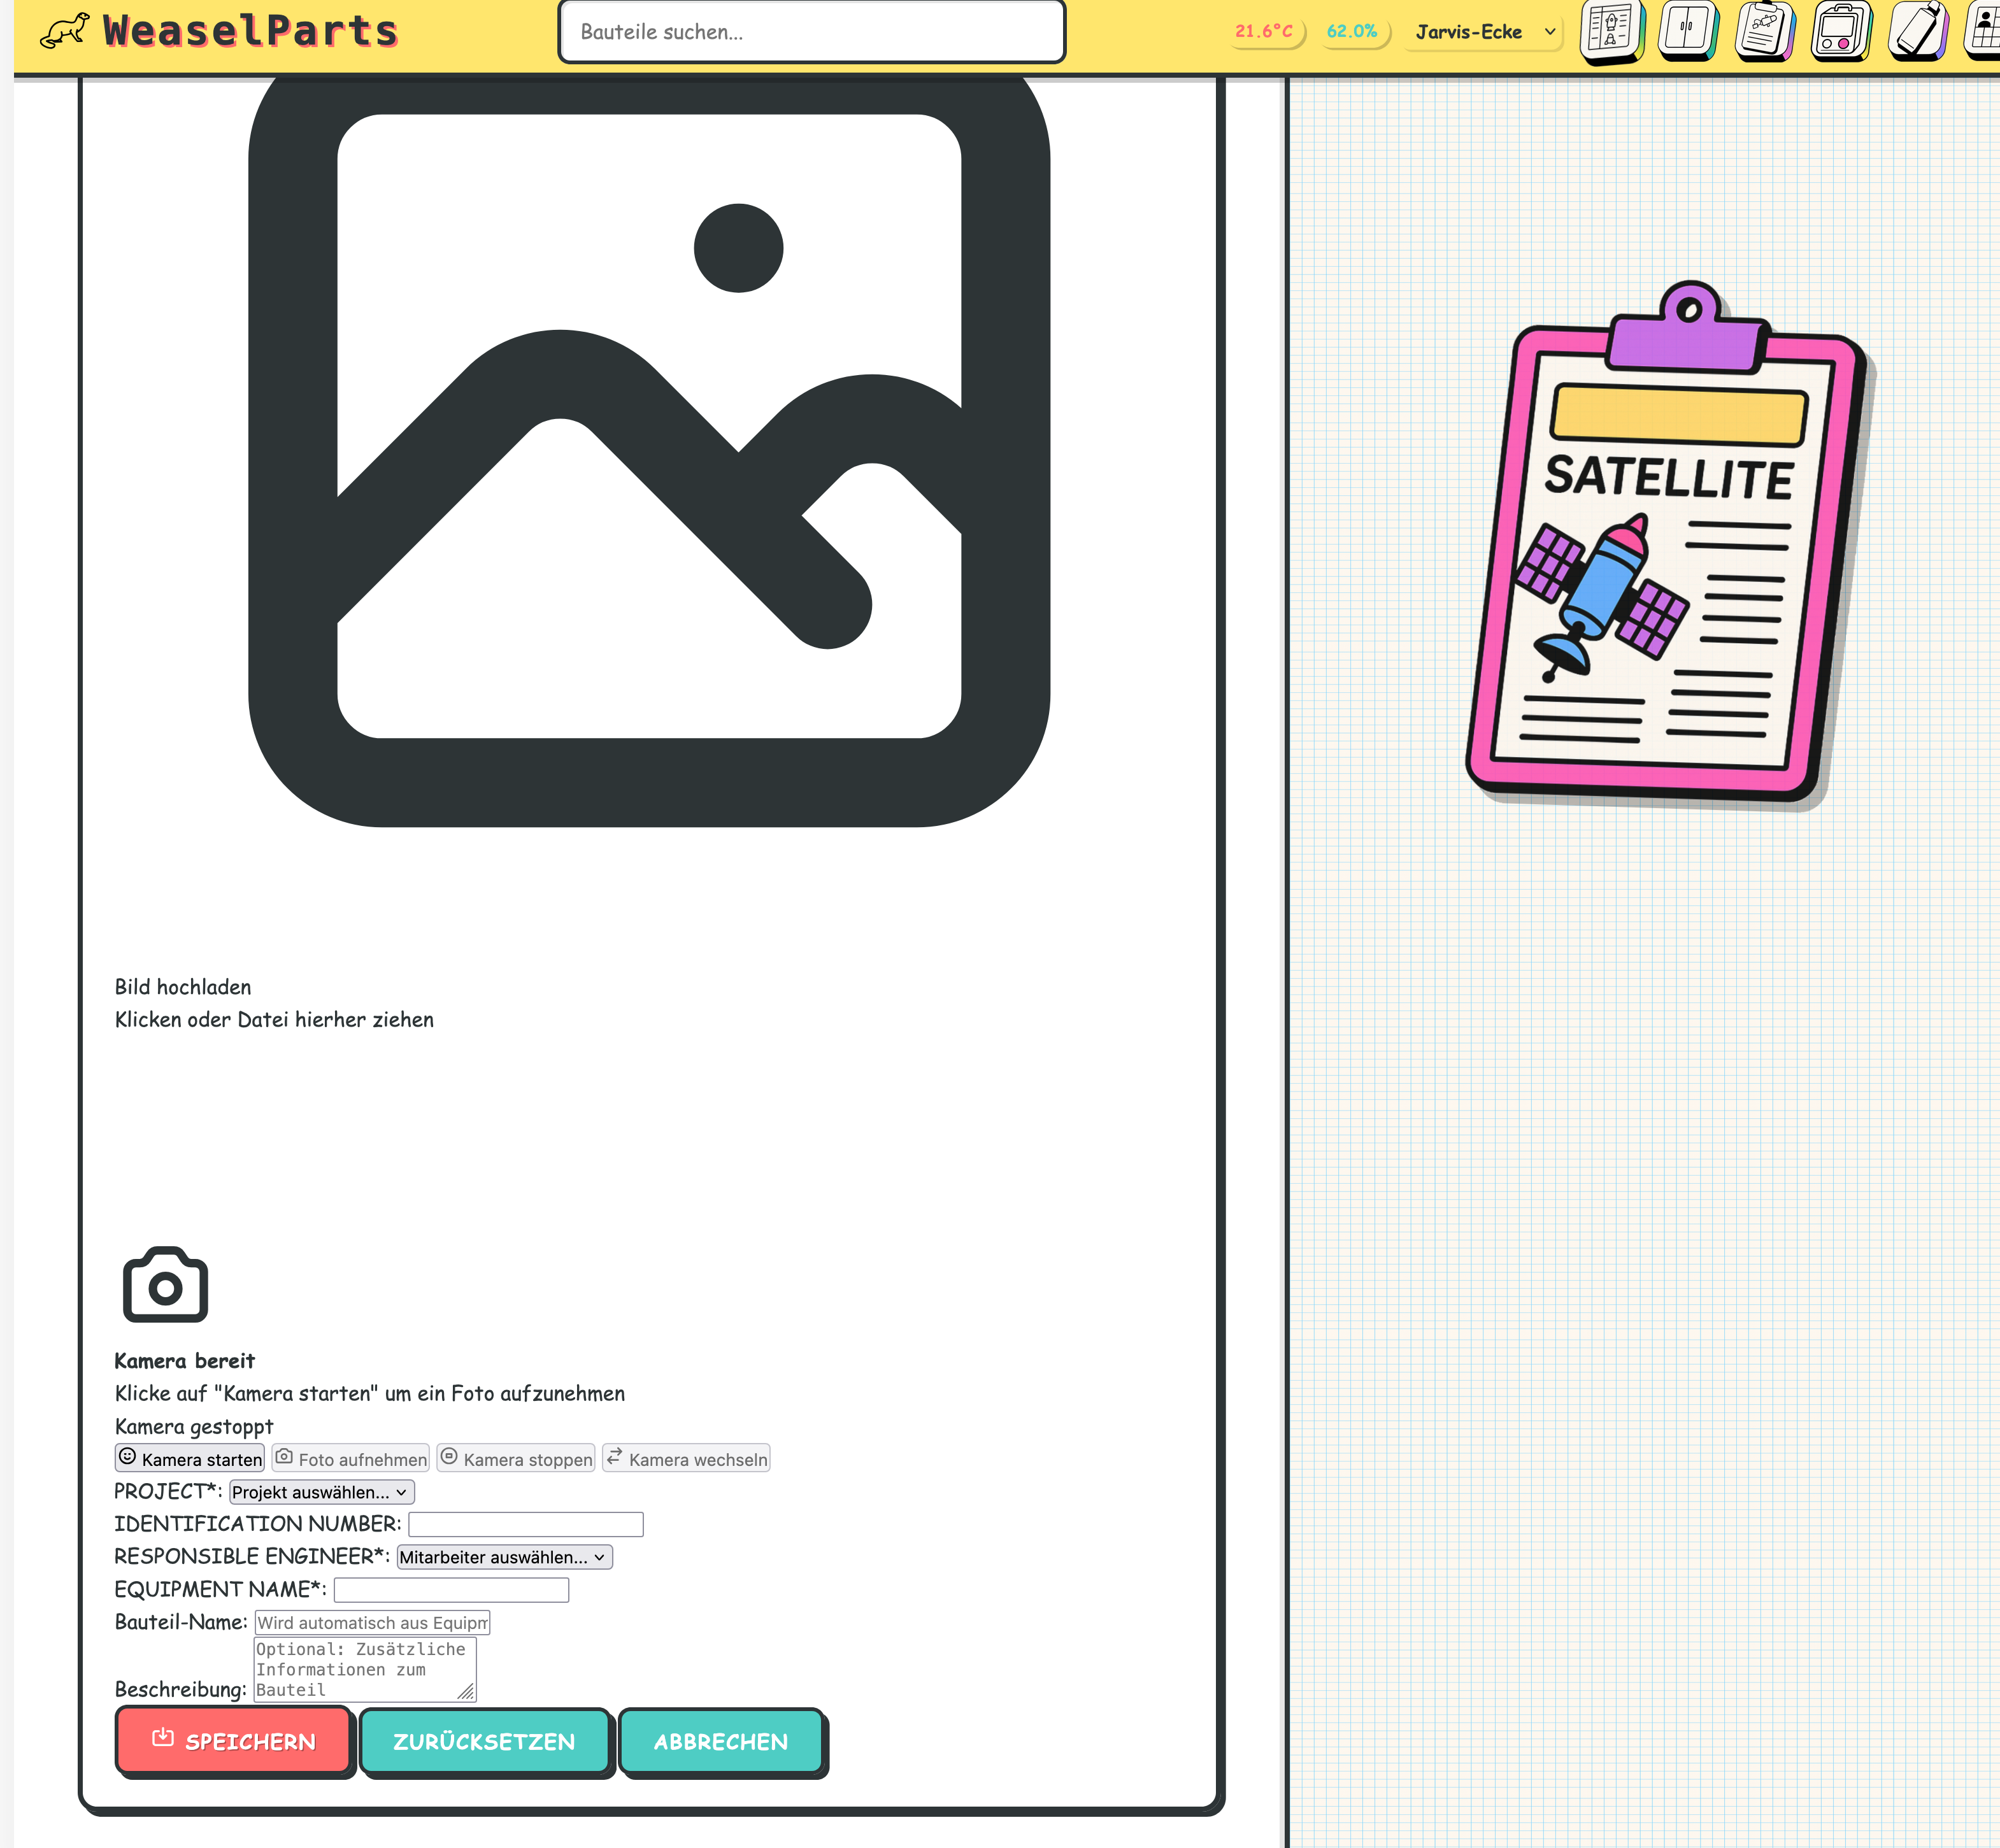 WeaselParts
Bauteile suchen...
21.6°C
62.0%
Jarvis-Ecke
SATELLITE
Bild hochladen
Klicken oder Datei hierher ziehen
Kamera bereit
Klicke auf "Kamera starten" um ein Foto aufzunehmen
Kamera gestoppt
Kamera starten Foto aufnehmen Kamera stoppen Kamera wechseln
PROJECT*: Projekt auswählen...
IDENTIFICATION NUMBER:
RESPONSIBLE ENGINEER*: Mitarbeiter auswählen...
EQUIPMENT NAME*:
Bauteil-Name: Wird automatisch aus Equipm
Optional: Zusätzliche
Informationen zum
Bauteil
Beschreibung:
SPEICHERN ZURÜCKSETZEN ABBRECHEN